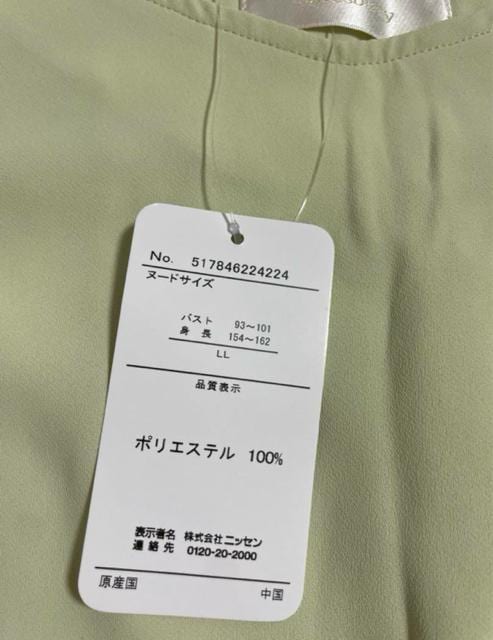 No. 517846224224
ヌードサイズ
バスト 93～101
身長 154～162
LL
品質表示
ポリエステル 100%
表示者名 株式会社ニッセン
連絡先 0120-20-2000
原産国 中国